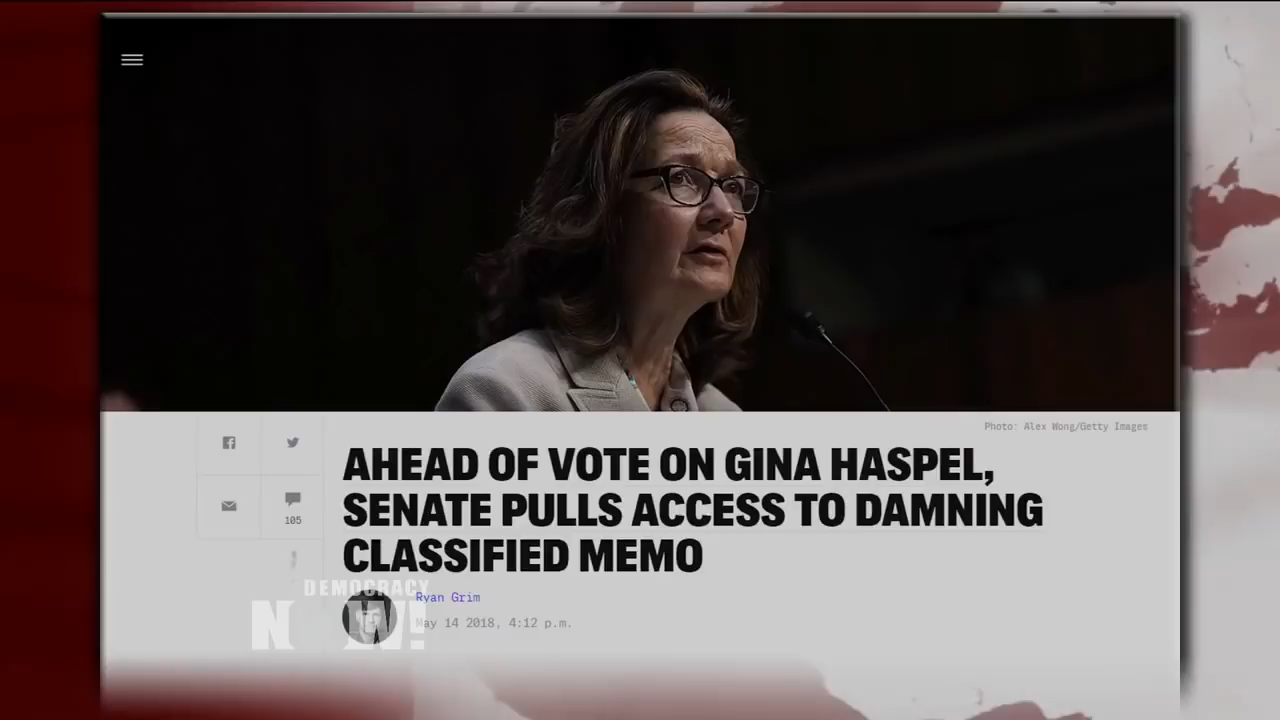 Photo: Alex Wong/Getty Images
AHEAD OF VOTE ON GINA HASPEL,
SENATE PULLS ACCESS TO DAMNING
CLASSIFIED MEMO
105
Ryan Grim
May 14 2018, 4:12 p.m.
DEMOCRACY
NOW!